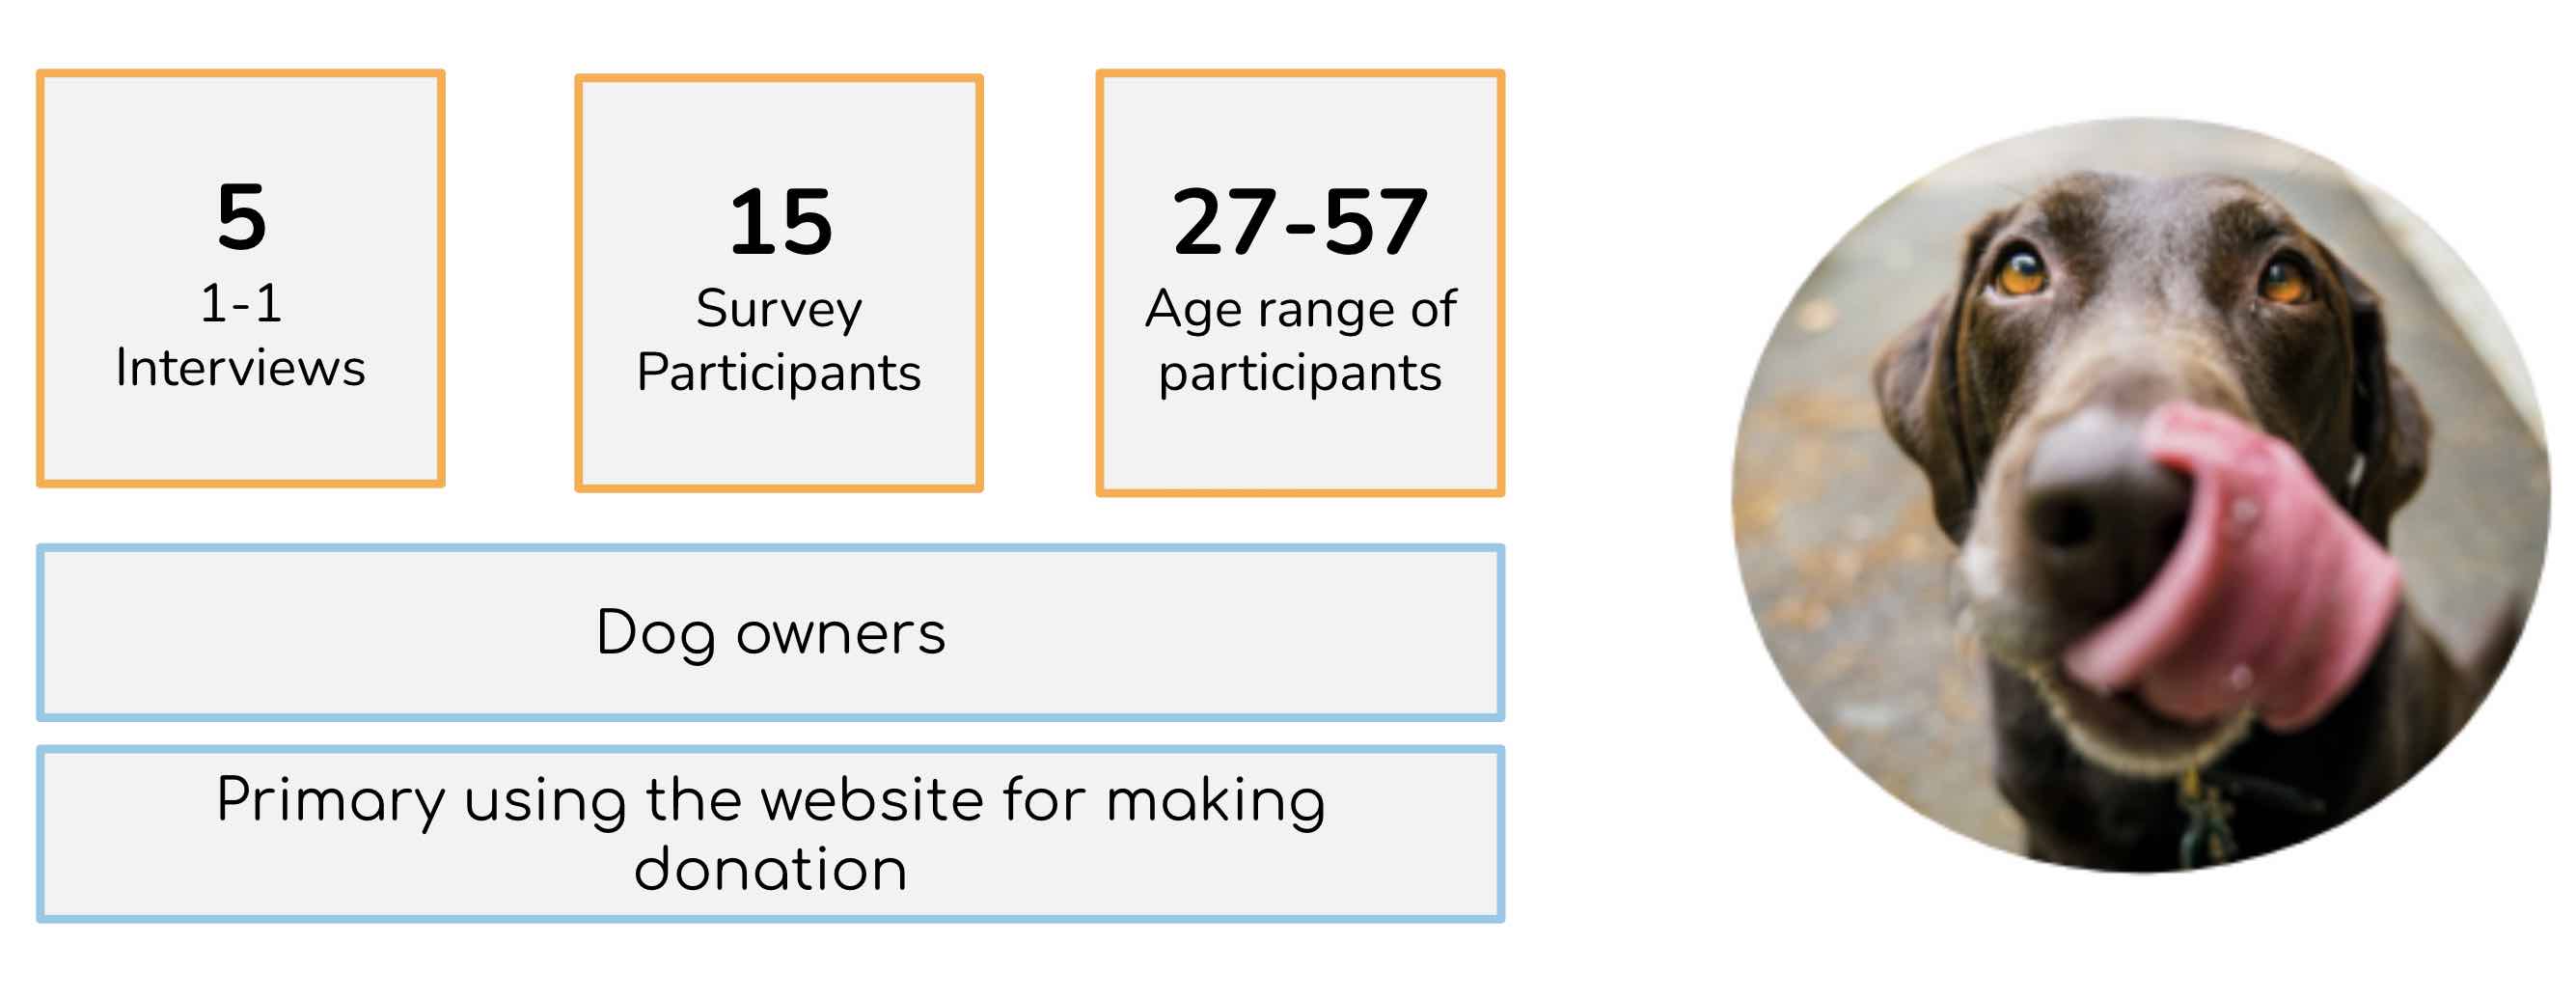 5
1-1
Interviews
15
Survey
Participants
27-57
Age range of
participants
Dog owners
Primary using the website for making
donation